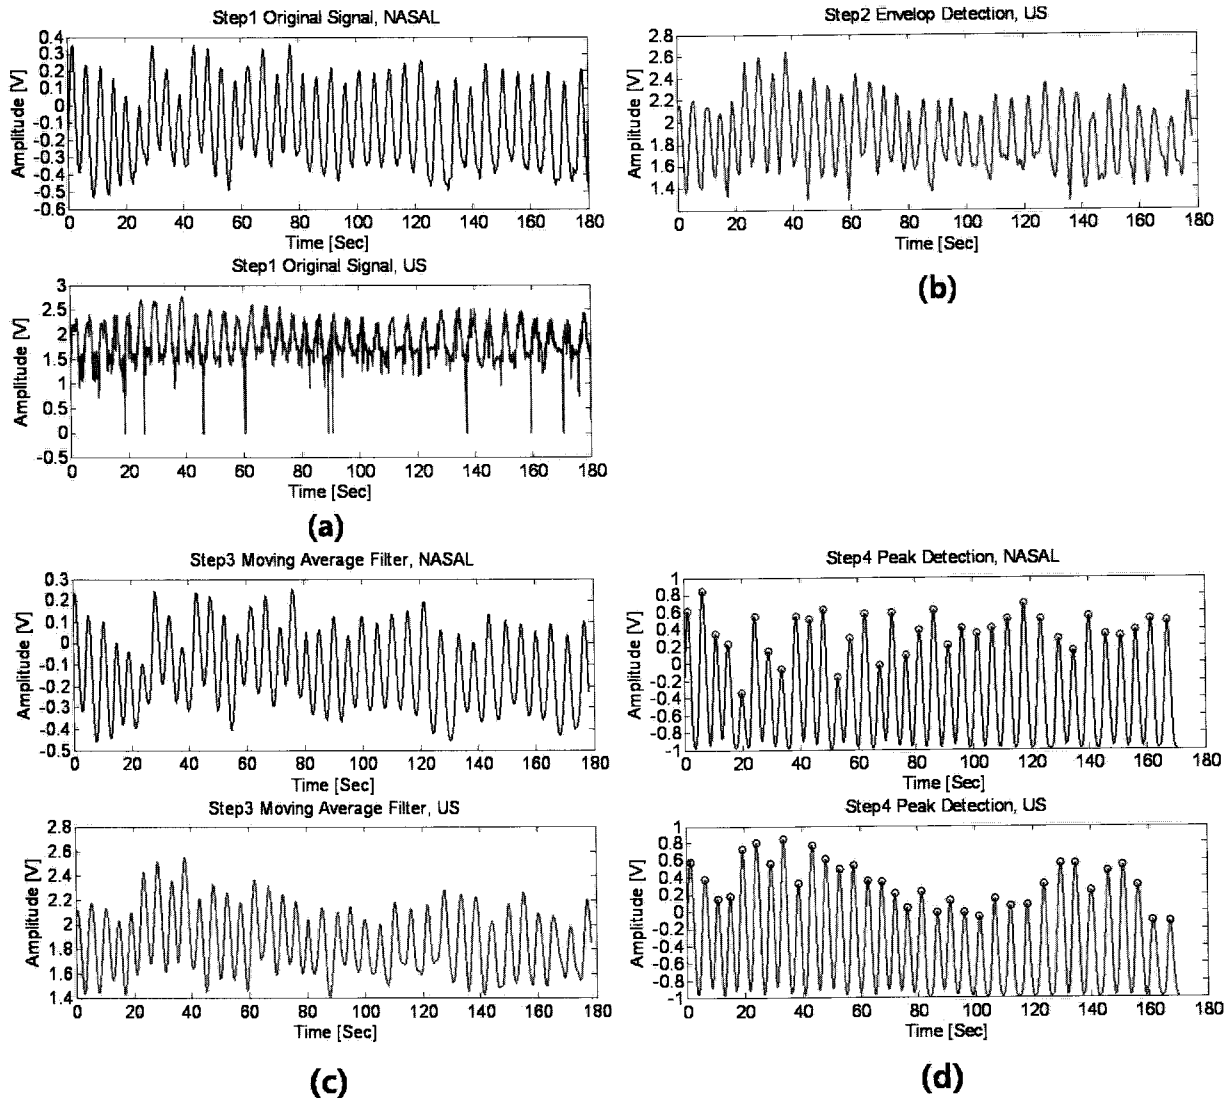 Step1 Original Signal, NASAL
Amplitude [V]
0.4
0.3
0.2
0.1
0
-0.1
-0.2
-0.3
-0.4
-0.5
-0.6
0 20 40 60 80 100 120 140 160 180
Time [Sec]
Step1 Original Signal, US
Amplitude [V]
3
2.5
2
1.5
1
0.5
0
-0.5
0 20 40 60 80 100 120 140 160 180
Time [Sec]
(a)
Step2 Envelop Detection, US
Amplitude [V]
2.8
2.6
2.4
2.2
2
1.8
1.6
1.4
0 20 40 60 80 100 120 140 160 180
Time [Sec]
(b)
Step3 Moving Average Filter, NASAL
Amplitude [V]
0.3
0.2
0.1
0
-0.1
-0.2
-0.3
-0.4
-0.5
0 20 40 60 80 100 120 140 160 180
Time [Sec]
Step3 Moving Average Filter, US
Amplitude [V]
2.8
2.6
2.4
2.2
2
1.8
1.6
1.4
0 20 40 60 80 100 120 140 160 180
Time [Sec]
(c)
Step4 Peak Detection, NASAL
Amplitude [V]
1
0.8
0.6
0.4
0.2
0
-0.2
-0.4
-0.6
-0.8
-1
0 20 40 60 80 100 120 140 160 180
Time [Sec]
Step4 Peak Detection, US
Amplitude [V]
1
0.8
0.6
0.4
0.2
0
-0.2
-0.4
-0.6
-0.8
-1
0 20 40 60 80 100 120 140 160 180
Time [Sec]
(d)